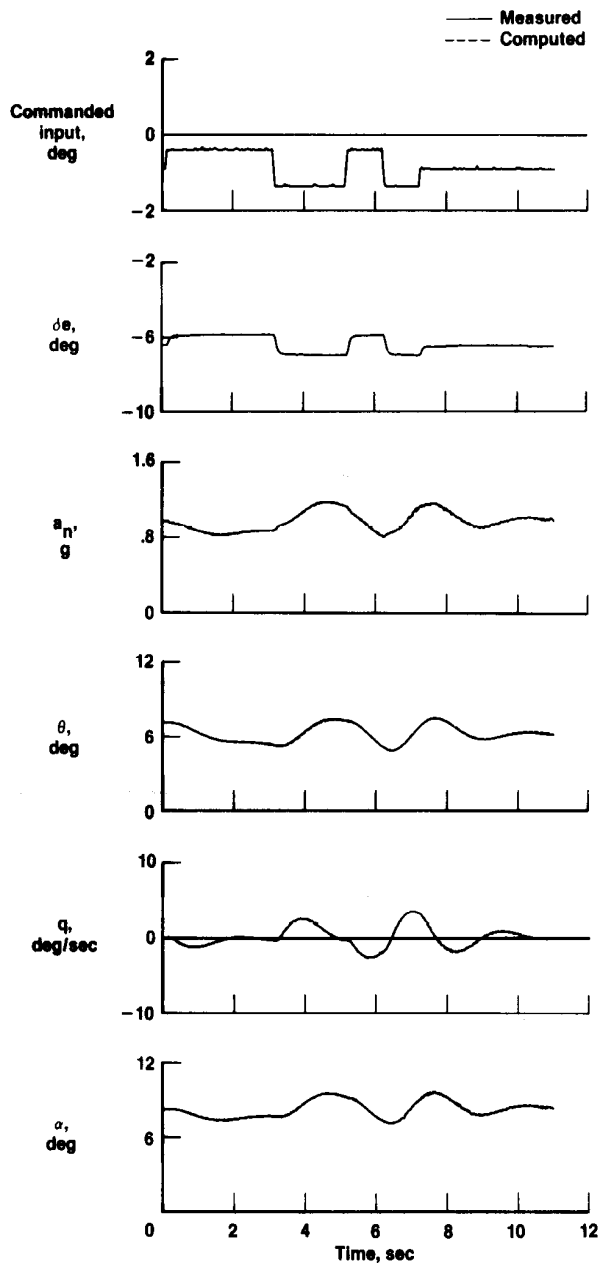 Measured
Computed
2
Commanded
input,
deg
0
−2
−2
δe,
deg
−6
−10
1.6
an,
g
.8
0
12
θ,
deg
6
0
10
q,
deg/sec
0
−10
12
α,
deg
6
0
2
4
6
8
10
12
Time, sec